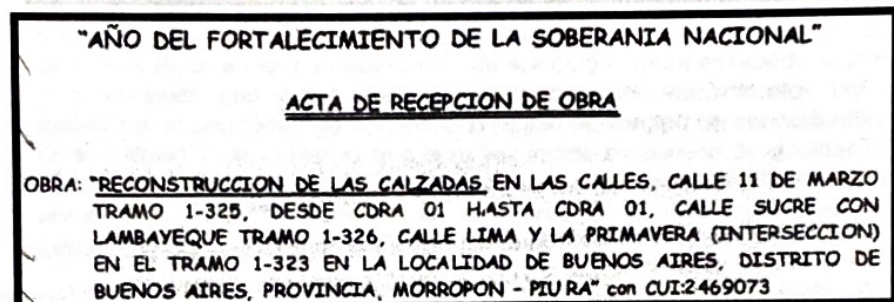 "AÑO DEL FORTALECIMIENTO DE LA SOBERANIA NACIONAL"
ACTA DE RECEPCION DE OBRA
OBRA: "RECONSTRUCCION DE LAS CALZADAS EN LAS CALLES, CALLE 11 DE MARZO
TRAMO 1-325, DESDE CDRA 01 HASTA CDRA 01, CALLE SUCRE CON
LAMBAYEQUE TRAMO 1-326, CALLE LIMA Y LA PRIMAVERA (INTERSECCION)
EN EL TRAMO 1-323 EN LA LOCALIDAD DE BUENOS AIRES, DISTRITO DE
BUENOS AIRES, PROVINCIA, MORROPON - PIURA" con CUI:2469073